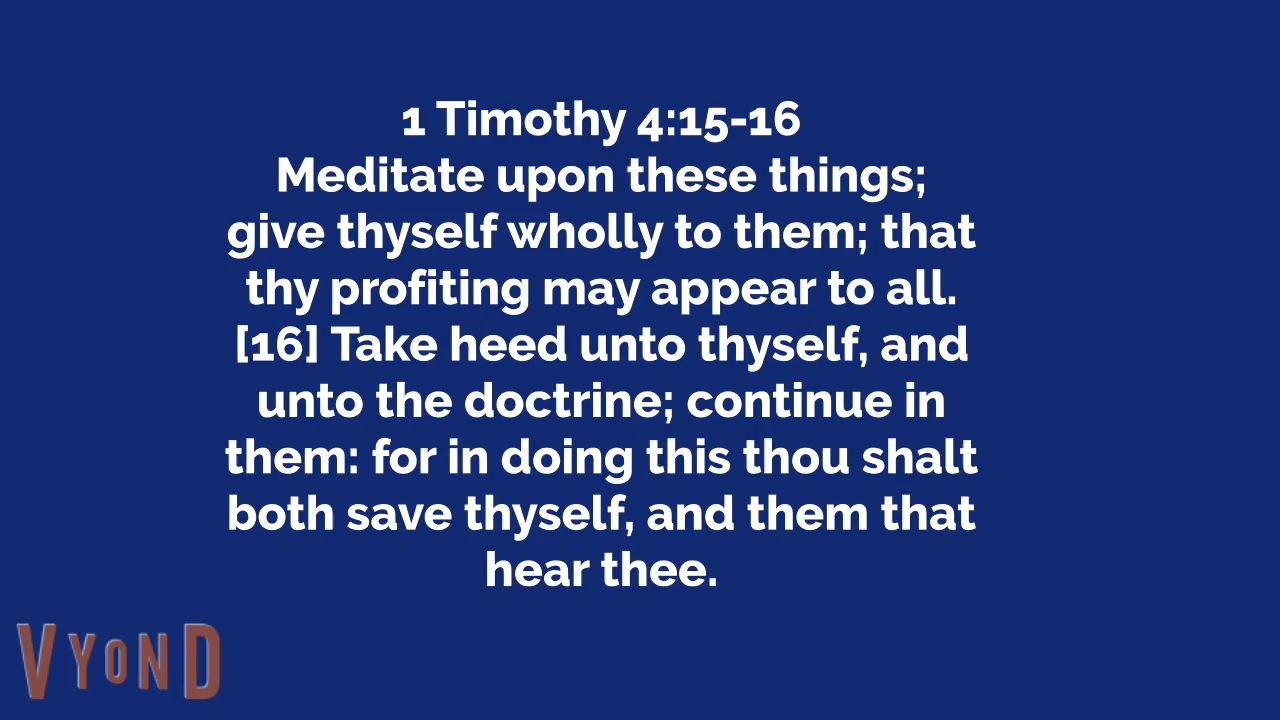 1 Timothy 4:15-16
Meditate upon these things;
give thyself wholly to them; that
thy profiting may appear to all.
[16] Take heed unto thyself, and
unto the doctrine; continue in
them: for in doing this thou shalt
both save thyself, and them that
hear thee.
VYOND